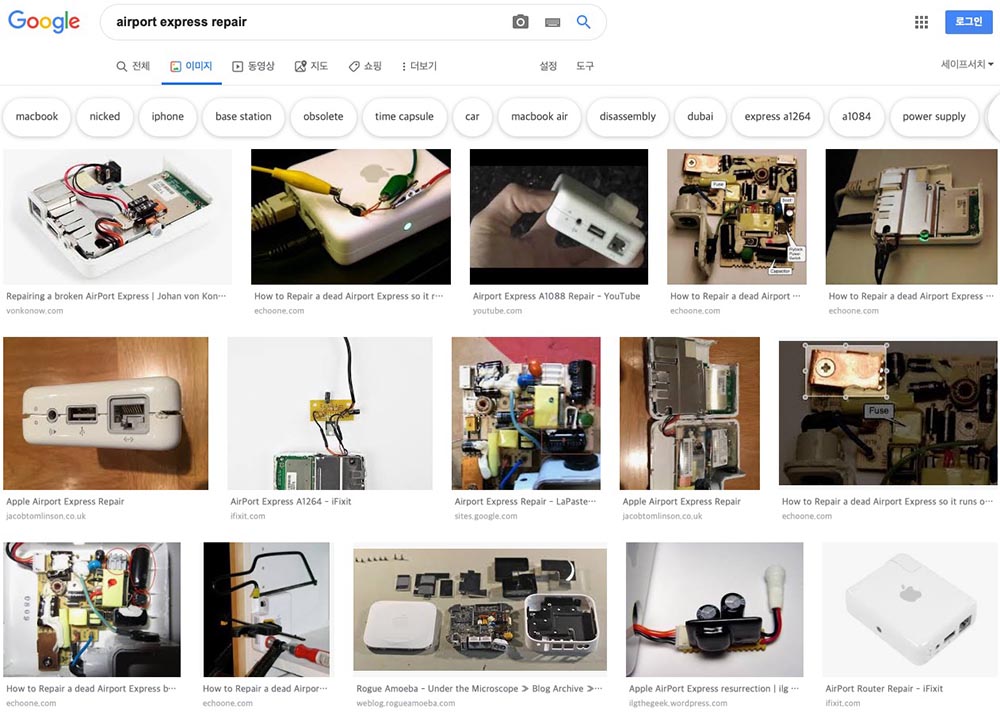 Google
airport express repair
로그인
전체
이미지
동영상
지도
쇼핑
더보기
설정
도구
세이프서치
macbook
nicked
iphone
base station
obsolete
time capsule
car
macbook air
disassembly
dubai
express a1264
a1084
power supply
Fuse
Capacitor
Repairing a broken AirPort Express | Johan von Kon···
vonkonow.com
How to Repair a dead Airport Express so it r···
echoone.com
Airport Express A1088 Repair - YouTube
youtube.com
How to Repair a dead Airport ···
echoone.com
How to Repair a dead Airport Express ···
echoone.com
Fuse
Apple Airport Express Repair
jacobtomlinson.co.uk
AirPort Express A1264 - iFixit
ifixit.com
Airport Express Repair - LaPaste···
sites.google.com
Apple Airport Express Repair
jacobtomlinson.co.uk
How to Repair a dead Airport Express so it runs o···
echoone.com
How to Repair a dead Airport Express b···
echoone.com
How to Repair a dead Airpor···
echoone.com
Rogue Amoeba - Under the Microscope » Blog Archive »···
weblog.rogueamoeba.com
Apple AirPort Express resurrection | ilg ···
ilgthegeek.wordpress.com
AirPort Router Repair - iFixit
ifixit.com